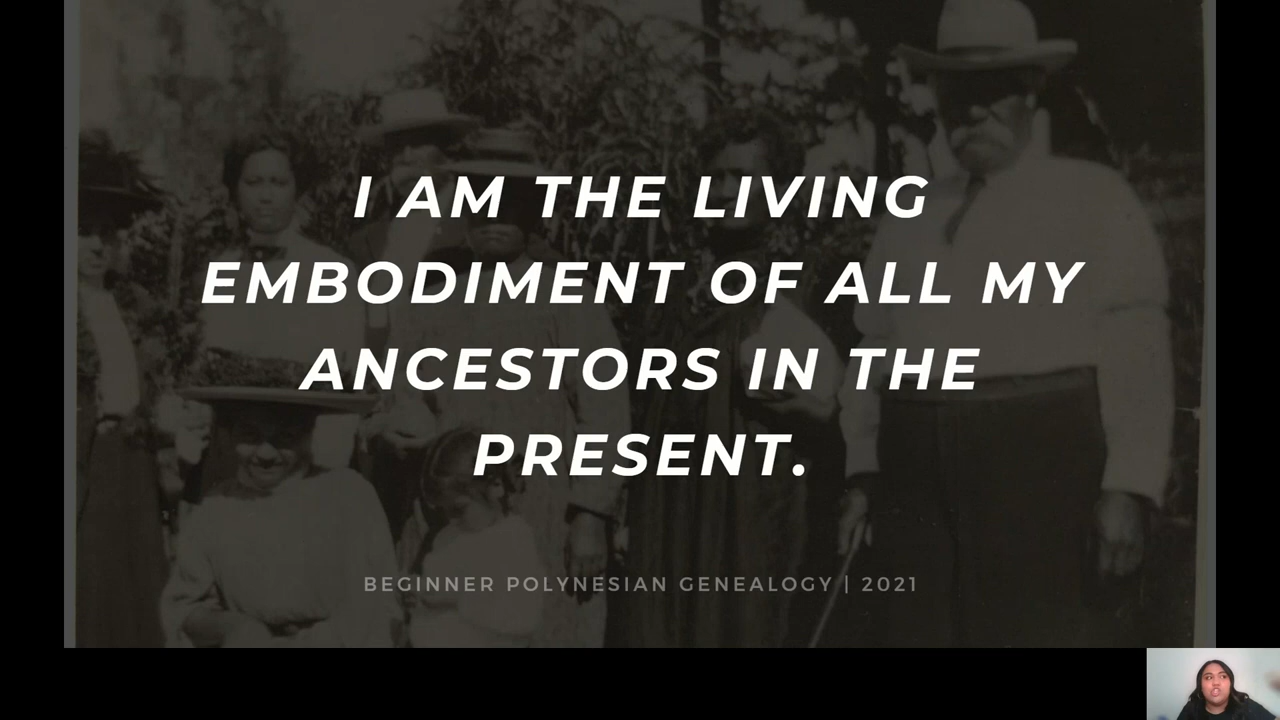 I AM THE LIVING
EMBODIMENT OF ALL MY
ANCESTORS IN THE
PRESENT.
BEGINNER POLYNESIAN GENEALOGY | 2021